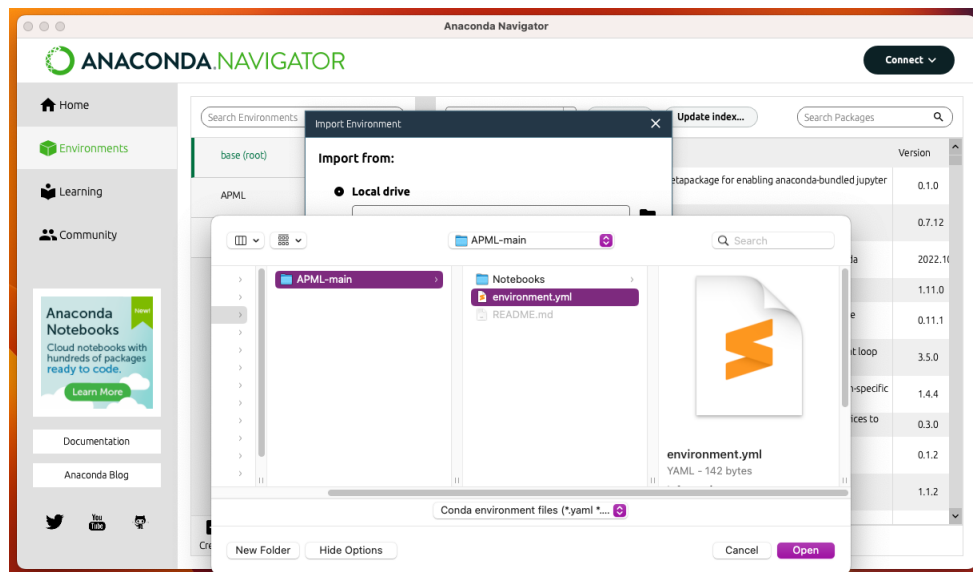 Anaconda Navigator
ANACONDA.NAVIGATOR
Connect
Home
Environments
Learning
Community
Anaconda
Notebooks
New!
Cloud notebooks with
hundreds of packages
ready to code.
Learn More
Documentation
Anaconda Blog
You
Tube
Search Environments
Update index...
Search Packages
base (root)
APML
Import Environment
Import from:
Local drive
Version
etapackage for enabling anaconda-bundled jupyter
0.1.0
0.7.12
2022.10
1.11.0
0.11.1
t loop
3.5.0
-specific
1.4.4
ices to
0.3.0
0.1.2
1.1.2
APML-main
Search
APML-main
Notebooks
environment.yml
README.md
environment.yml
YAML - 142 bytes
Conda environment files (*.yaml *....
New Folder
Hide Options
Cancel
Open